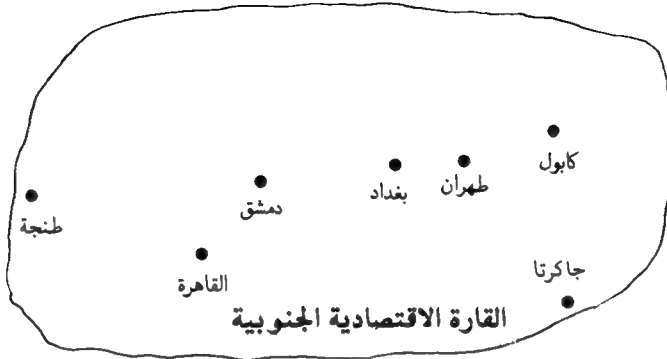 كابول
طهران
بغداد
دمشق
طنجة
القاهرة
جاكرتا
القارة الاقتصادية الجنوبية